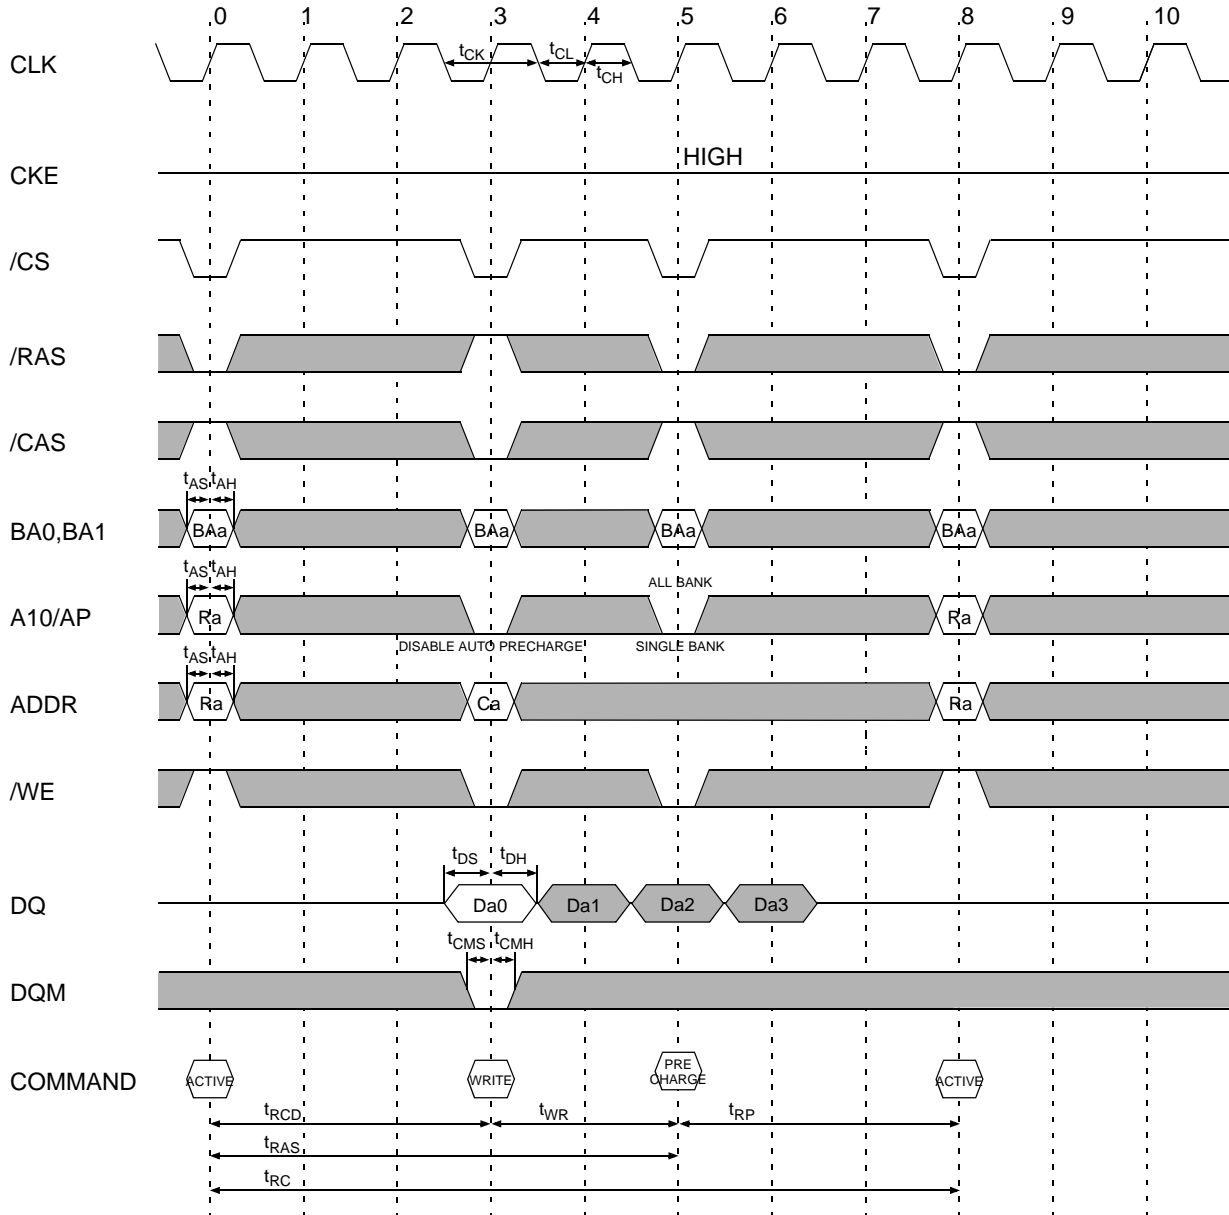 0 1 2 3 4 5 6 7 8 9 10
CLK
tCK tCL
tCH
CKE
HIGH
/CS
/RAS
/CAS
tAS tAH
BA0,BA1
BAa BAa BAa BAa
tAS tAH
ALL BANK
A10/AP
Ra Ra
DISABLE AUTO PRECHARGE SINGLE BANK
tAS tAH
ADDR
Ra Ca Ra
/WE
tDS tDH
DQ
Da0 Da1 Da2 Da3
tCMS tCMH
DQM
COMMAND
ACTIVE WRITE PRE CHARGE ACTIVE
tRCD tWR tRP
tRAS
tRC